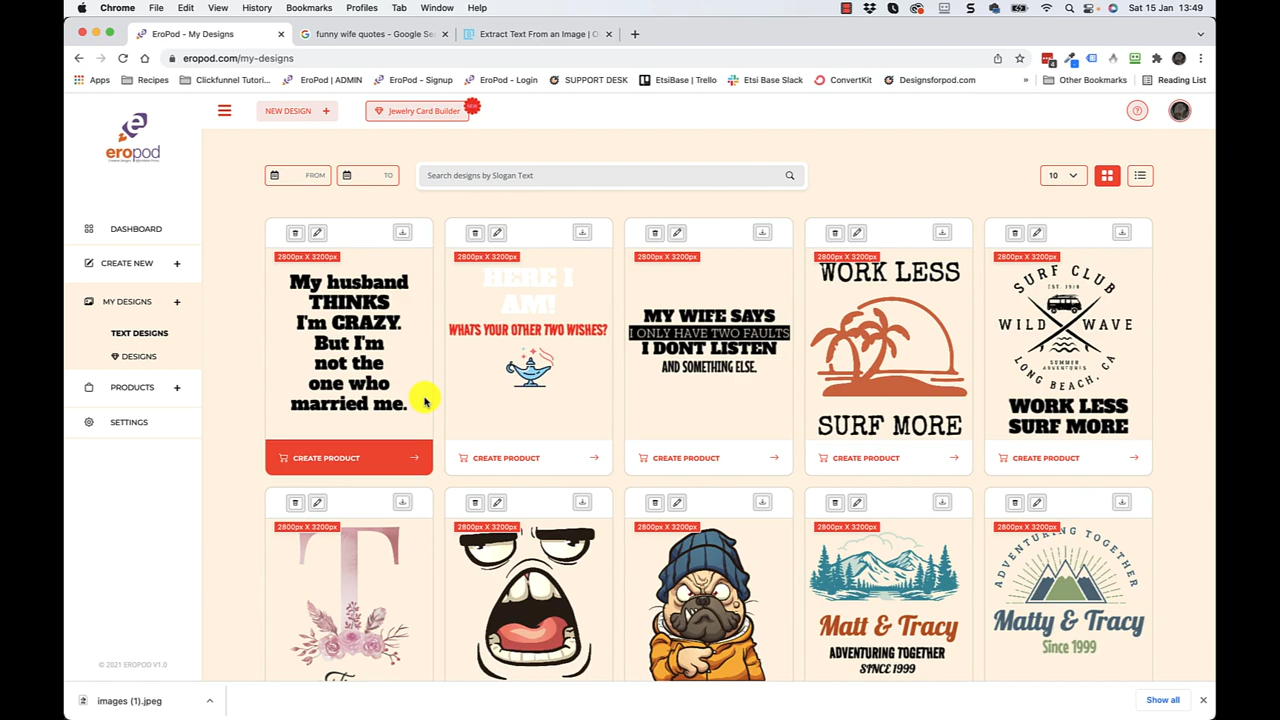 Chrome File Edit View History Bookmarks Profiles Tab Window Help
Sat 15 Jan 13:49
EroPod - My Designs
funny wife quotes - Google Se
Extract Text From an Image | O
eropod.com/my-designs
Apps
Recipes
Clickfunnel Tutori...
EroPod | ADMIN
EroPod - Signup
EroPod - Login
SUPPORT DESK
EtsiBase | Trello
Etsi Base Slack
ConvertKit
Designsforpod.com
»
Other Bookmarks
Reading List
eropod
NEW DESIGN +
Jewelry Card Builder
DASHBOARD
CREATE NEW +
MY DESIGNS +
TEXT DESIGNS
DESIGNS
PRODUCTS +
SETTINGS
© 2021 EROPOD V1.0
FROM
TO
Search designs by Slogan Text
10
2800px X 3200px
My husband
THINKS
I'm CRAZY.
But I'm
not the
one who
married me.
CREATE PRODUCT
2800px X 3200px
HERE I
AM!
WHATS YOUR OTHER TWO WISHES?
CREATE PRODUCT
2800px X 3200px
MY WIFE SAYS
I ONLY HAVE TWO FAULTS
I DONT LISTEN
AND SOMETHING ELSE.
CREATE PRODUCT
2800px X 3200px
WORK LESS
SURF MORE
CREATE PRODUCT
2800px X 3200px
SURF CLUB
EST. 1978
WILD WAVE
SUMMER
ADVENTURES
LONG BEACH, CA
WORK LESS
SURF MORE
CREATE PRODUCT
2800px X 3200px
T
2800px X 3200px
2800px X 3200px
2800px X 3200px
Matt & Tracy
ADVENTURING TOGETHER
SINCE 1999
2800px X 3200px
ADVENTURING TOGETHER
Matty & Tracy
Since 1999
images (1).jpeg
Show all